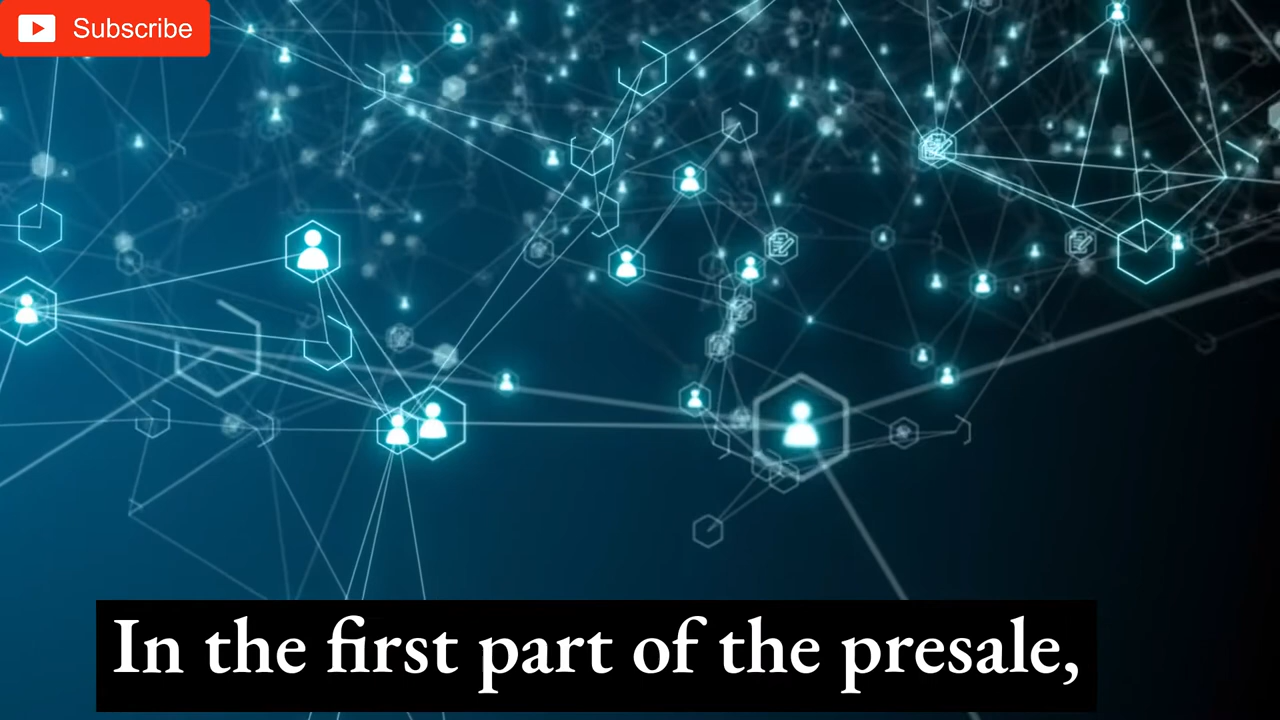 Subscribe
In the first part of the presale,